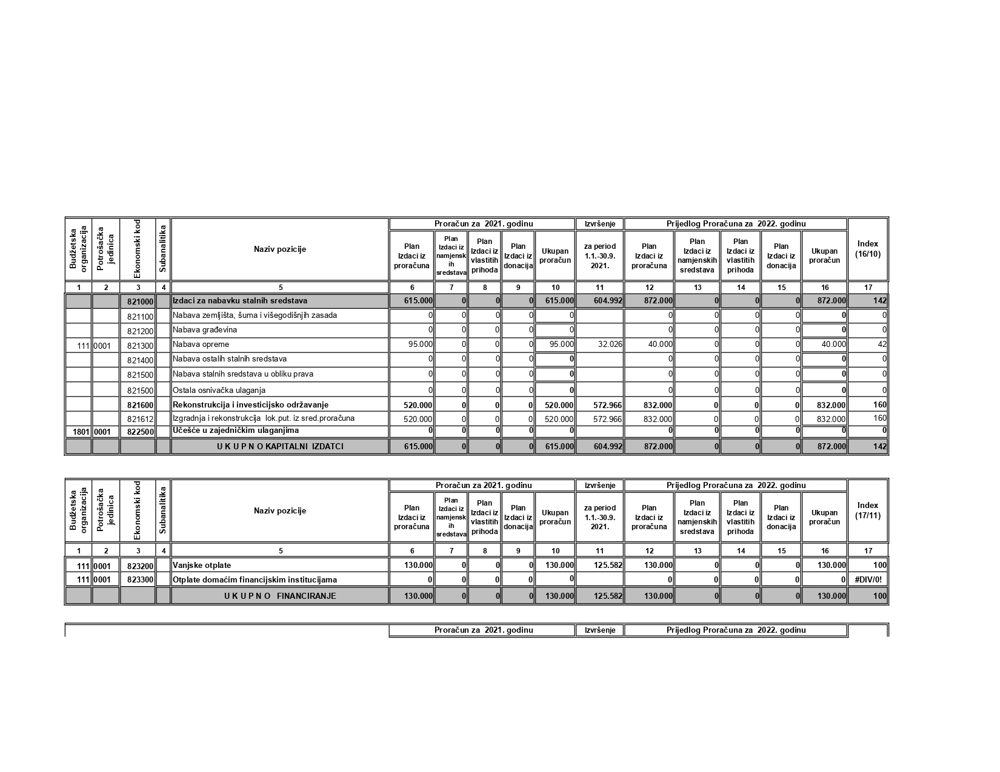 Budžetska organizacija Potrošačka jedinica Ekonomski kod Subanalitika Naziv pozicije Proračun za 2021. godinu Izvršenje Prijedlog Proračuna za 2022. godinu Index (16/10)
Plan Izdaci iz proračuna Plan Izdaci iz namjenskih sredstava Plan Izdaci iz vlastitih prihoda Plan Izdaci iz donacija Ukupan proračun za period 1.1.-30.9. 2021. Plan Izdaci iz proračuna Plan Izdaci iz namjenskih sredstava Plan Izdaci iz vlastitih prihoda Plan Izdaci iz donacija Ukupan proračun
1 2 3 4 5 6 7 8 9 10 11 12 13 14 15 16 17
821000 Izdaci za nabavku stalnih sredstava 615.000 0 0 0 615.000 604.992 872.000 0 0 0 872.000 142
821100 Nabava zemljišta, šuma i višegodišnjih zasada 0 0 0 0 0 0 0 0 0 0 0
821200 Nabava građevina 0 0 0 0 0 0 0 0 0 0 0
111 0001 821300 Nabava opreme 95.000 0 0 0 95.000 32.026 40.000 0 0 0 40.000 42
821400 Nabava ostalih stalnih sredstava 0 0 0 0 0 0 0 0 0 0 0
821500 Nabava stalnih sredstava u obliku prava 0 0 0 0 0 0 0 0 0 0 0
821500 Ostala osnivačka ulaganja 0 0 0 0 0 0 0 0 0 0 0
821600 Rekonstrukcija i investicijsko održavanje 520.000 0 0 0 520.000 572.966 832.000 0 0 0 832.000 160
821612 Izgradnja i rekonstrukcija lok.put. iz sred.proračuna 520.000 0 0 0 520.000 572.966 832.000 0 0 0 832.000 160
1801 0001 822500 Učešće u zajedničkim ulaganjima 0 0 0 0 0 0 0 0 0 0 0
U K U P N O KAPITALNI IZDATCI 615.000 0 0 0 615.000 604.992 872.000 0 0 0 872.000 142
Budžetska organizacija Potrošačka jedinica Ekonomski kod Subanalitika Naziv pozicije Proračun za 2021. godinu Izvršenje Prijedlog Proračuna za 2022. godinu Index (17/11)
Plan Izdaci iz proračuna Plan Izdaci iz namjenskih sredstava Plan Izdaci iz vlastitih prihoda Plan Izdaci iz donacija Ukupan proračun za period 1.1.-30.9. 2021. Plan Izdaci iz proračuna Plan Izdaci iz namjenskih sredstava Plan Izdaci iz vlastitih prihoda Plan Izdaci iz donacija Ukupan proračun
1 2 3 4 5 6 7 8 9 10 11 12 13 14 15 16 17
111 0001 823200 Vanjske otplate 130.000 0 0 0 130.000 125.582 130.000 0 0 0 130.000 100
111 0001 823300 Otplate domaćim financijskim institucijama 0 0 0 0 0 0 0 0 0 0 #DIV/0!
U K U P N O FINANCIRANJE 130.000 0 0 0 130.000 125.582 130.000 0 0 0 130.000 100
Proračun za 2021. godinu Izvršenje Prijedlog Proračuna za 2022. godinu